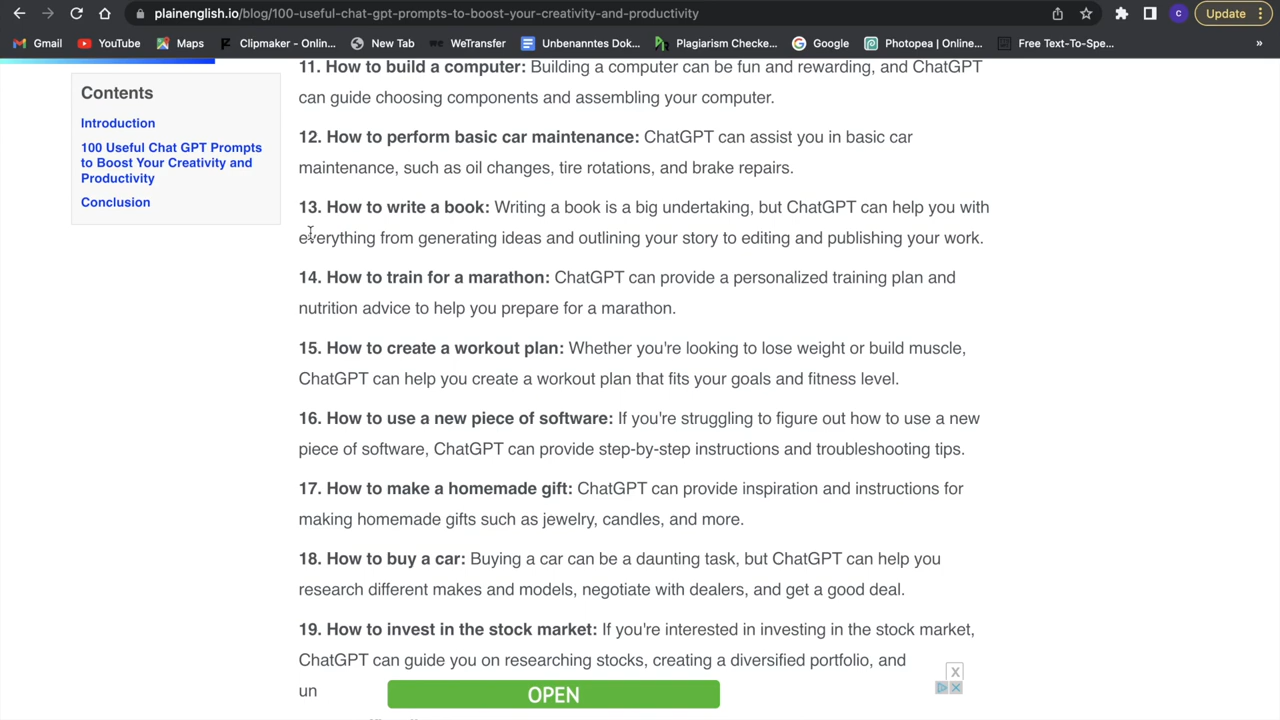 plainenglish.io/blog/100-useful-chat-gpt-prompts-to-boost-your-creativity-and-productivity
C
Update
Gmail
YouTube
Maps
Clipmaker - Onlin...
New Tab
WeTransfer
Unbenanntes Dok...
Plagiarism Checke...
Google
Photopea | Online...
Free Text-To-Spe...
»
Contents
Introduction
100 Useful Chat GPT Prompts
to Boost Your Creativity and
Productivity
Conclusion
11. How to build a computer: Building a computer can be fun and rewarding, and ChatGPT
can guide choosing components and assembling your computer.
12. How to perform basic car maintenance: ChatGPT can assist you in basic car
maintenance, such as oil changes, tire rotations, and brake repairs.
13. How to write a book: Writing a book is a big undertaking, but ChatGPT can help you with
everything from generating ideas and outlining your story to editing and publishing your work.
14. How to train for a marathon: ChatGPT can provide a personalized training plan and
nutrition advice to help you prepare for a marathon.
15. How to create a workout plan: Whether you're looking to lose weight or build muscle,
ChatGPT can help you create a workout plan that fits your goals and fitness level.
16. How to use a new piece of software: If you're struggling to figure out how to use a new
piece of software, ChatGPT can provide step-by-step instructions and troubleshooting tips.
17. How to make a homemade gift: ChatGPT can provide inspiration and instructions for
making homemade gifts such as jewelry, candles, and more.
18. How to buy a car: Buying a car can be a daunting task, but ChatGPT can help you
research different makes and models, negotiate with dealers, and get a good deal.
19. How to invest in the stock market: If you're interested in investing in the stock market,
ChatGPT can guide you on researching stocks, creating a diversified portfolio, and
un
OPEN
X